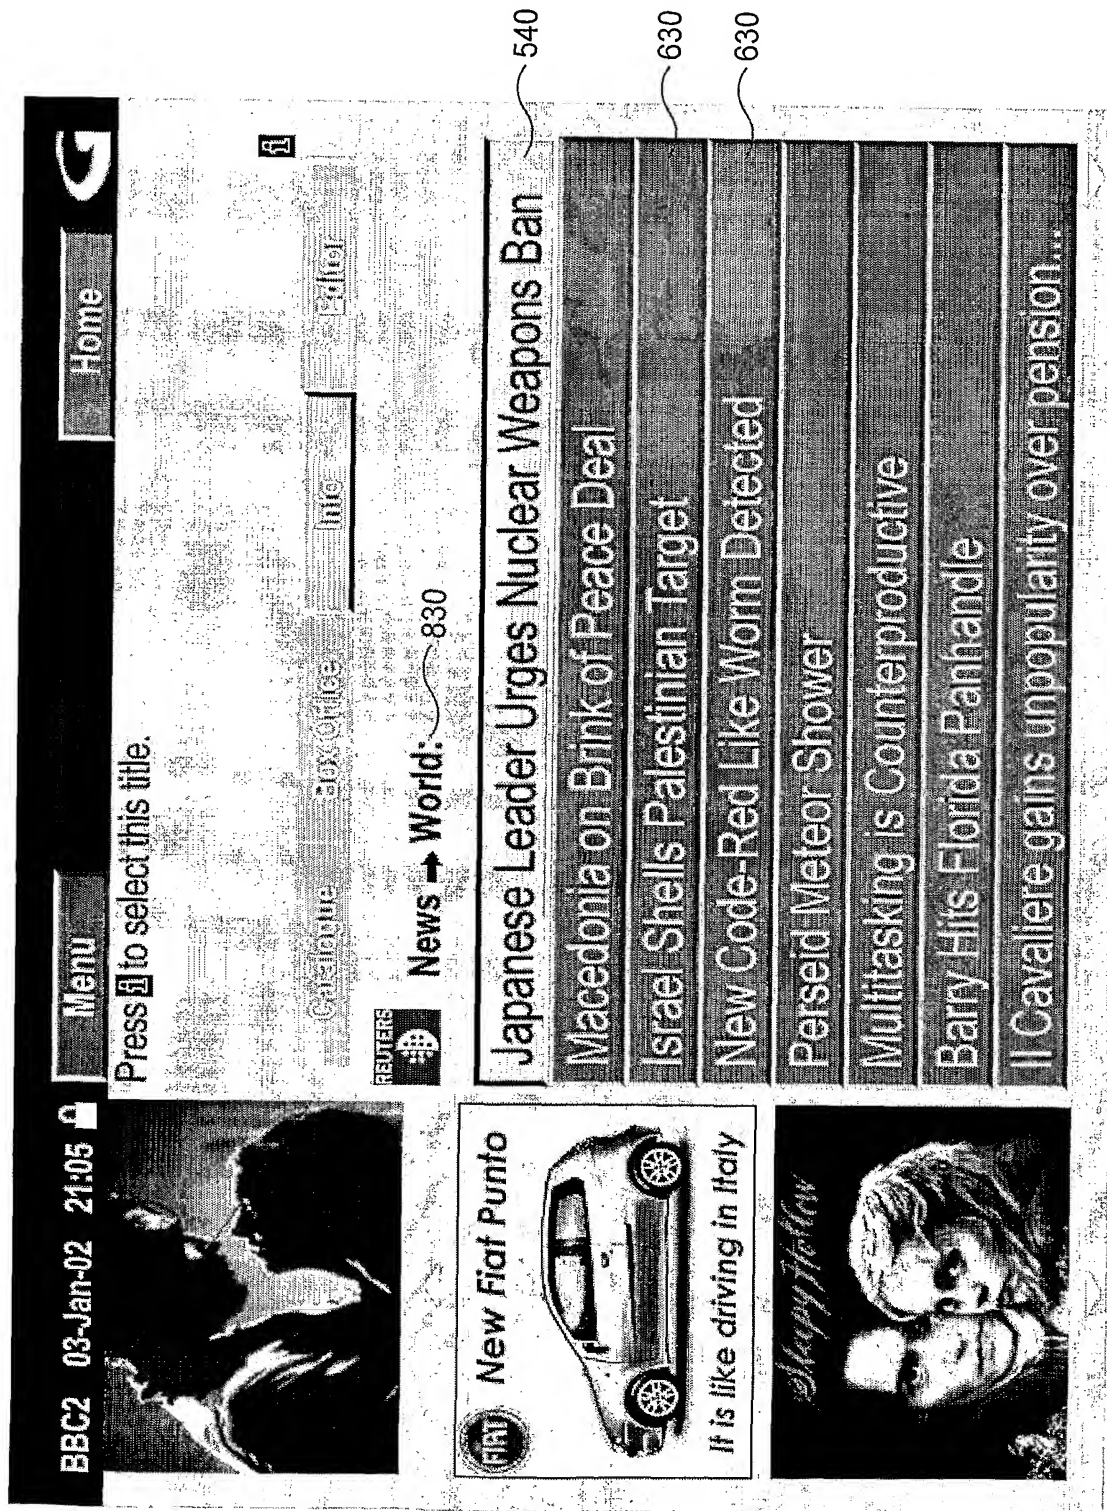 BBC2 03-Jan-02 21:05
Menu
Home
Press i to select this title.
i
Catalogue
Box Office
Info
Editor
REUTERS
News → World:
830
Japanese Leader Urges Nuclear Weapons Ban
540
Macedonia on Brink of Peace Deal
Israel Shells Palestinian Target
630
New Code-Red Like Worm Detected
630
Perseid Meteor Shower
Multitasking is Counterproductive
Barry Hits Florida Panhandle
Il Cavaliere gains unpopularity over pension...
FIAT
New Fiat Punto
It is like driving in Italy
Sleepy Hollow